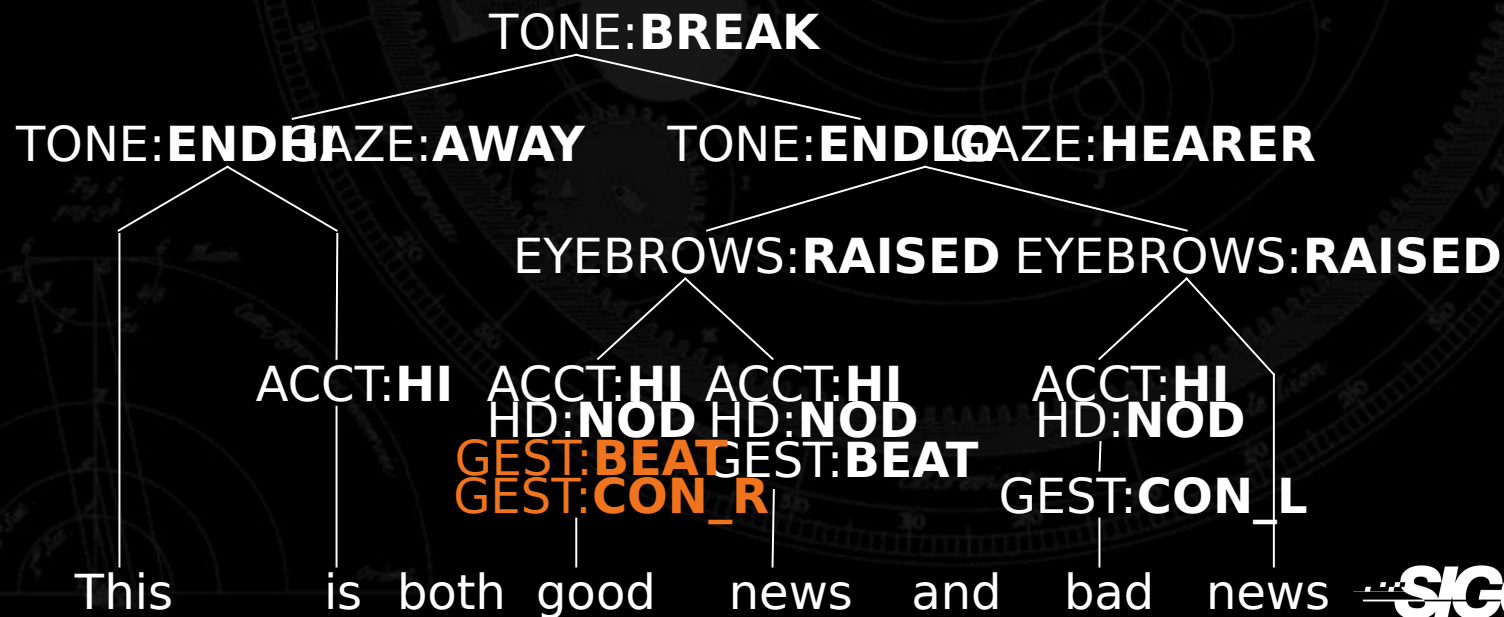 TONE:BREAK
TONE:ENDHI GAZE:AWAY TONE:ENDLO GAZE:HEARER
EYEBROWS:RAISED EYEBROWS:RAISED
ACCT:HI ACCT:HI ACCT:HI ACCT:HI
HD:NOD HD:NOD HD:NOD
GEST:BEAT GEST:BEAT
GEST:CON_R GEST:CON_L
This is both good news and bad news